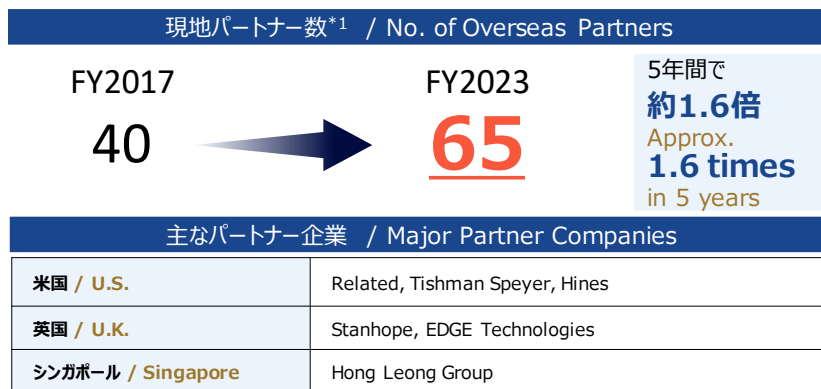 現地パートナー数*1 / No. of Overseas Partners
FY2017
40
FY2023
65
5年間で
約1.6倍
Approx.
1.6 times
in 5 years
主なパートナー企業 / Major Partner Companies
米国 / U.S. Related, Tishman Speyer, Hines
英国 / U.K. Stanhope, EDGE Technologies
シンガポール / Singapore Hong Leong Group